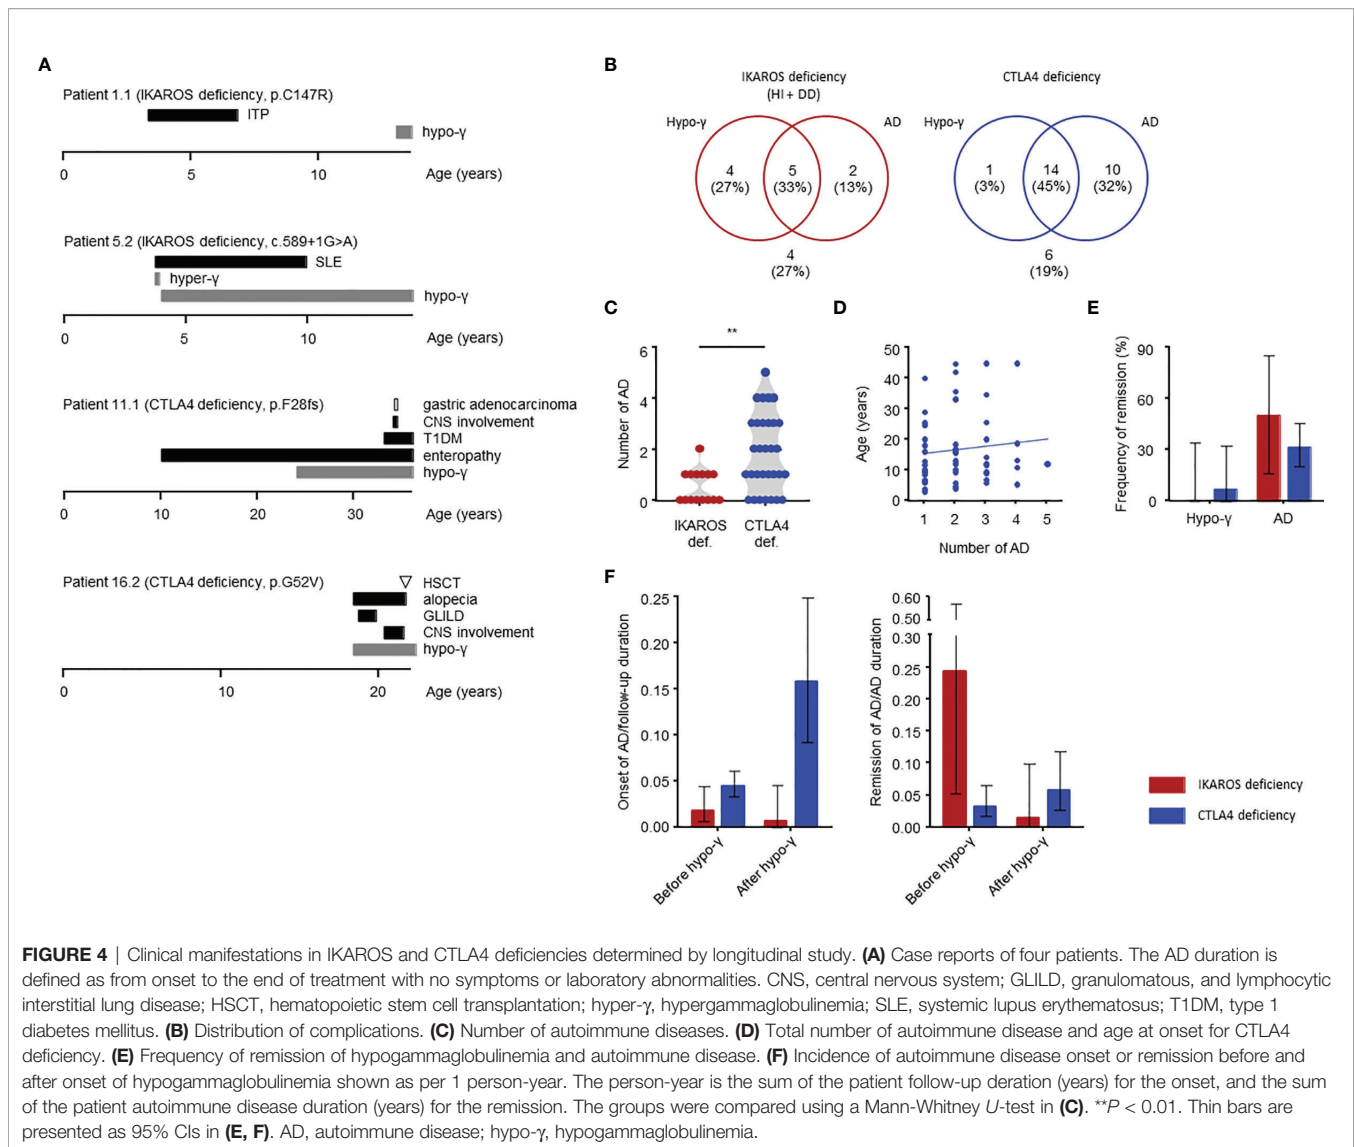 A
Patient 1.1 (IKAROS deficiency, p.C147R)
ITP
hypo-γ
0 5 10 Age (years)
Patient 5.2 (IKAROS deficiency, c.589+1G>A)
SLE
hyper-γ
hypo-γ
0 5 10 Age (years)
Patient 11.1 (CTLA4 deficiency, p.F28fs)
gastric adenocarcinoma
CNS involvement
T1DM
enteropathy
hypo-γ
0 10 20 30 Age (years)
Patient 16.2 (CTLA4 deficiency, p.G52V)
HSCT
alopecia
GLILD
CNS involvement
hypo-γ
0 10 20 Age (years)
B
IKAROS deficiency
(HI + DD)
Hypo-γ AD
4 5 2
(27%) (33%) (13%)
4
(27%)
CTLA4 deficiency
Hypo-γ AD
1 14 10
(3%) (45%) (32%)
6
(19%)
C
**
Number of AD
6
4
2
0
IKAROS CTLA4
def. def.
D
Age (years)
50
40
30
20
10
0
1 2 3 4 5
Number of AD
E
Frequency of remission (%)
90
60
30
0
Hypo-γ AD
F
Onset of AD/follow-up duration
0.25
0.20
0.15
0.10
0.05
0.00
Before hypo-γ After hypo-γ
Remission of AD/AD duration
0.60
0.50
0.30
0.25
0.20
0.15
0.10
0.05
0.00
Before hypo-γ After hypo-γ
IKAROS deficiency
CTLA4 deficiency
FIGURE 4 | Clinical manifestations in IKAROS and CTLA4 deficiencies determined by longitudinal study. (A) Case reports of four patients. The AD duration is
defined as from onset to the end of treatment with no symptoms or laboratory abnormalities. CNS, central nervous system; GLILD, granulomatous, and lymphocytic
interstitial lung disease; HSCT, hematopoietic stem cell transplantation; hyper-γ, hypergammaglobulinemia; SLE, systemic lupus erythematosus; T1DM, type 1
diabetes mellitus. (B) Distribution of complications. (C) Number of autoimmune diseases. (D) Total number of autoimmune disease and age at onset for CTLA4
deficiency. (E) Frequency of remission of hypogammaglobulinemia and autoimmune disease. (F) Incidence of autoimmune disease onset or remission before and
after onset of hypogammaglobulinemia shown as per 1 person-year. The person-year is the sum of the patient follow-up deration (years) for the onset, and the sum
of the patient autoimmune disease duration (years) for the remission. The groups were compared using a Mann-Whitney U-test in (C). **P < 0.01. Thin bars are
presented as 95% CIs in (E, F). AD, autoimmune disease; hypo-γ, hypogammaglobulinemia.